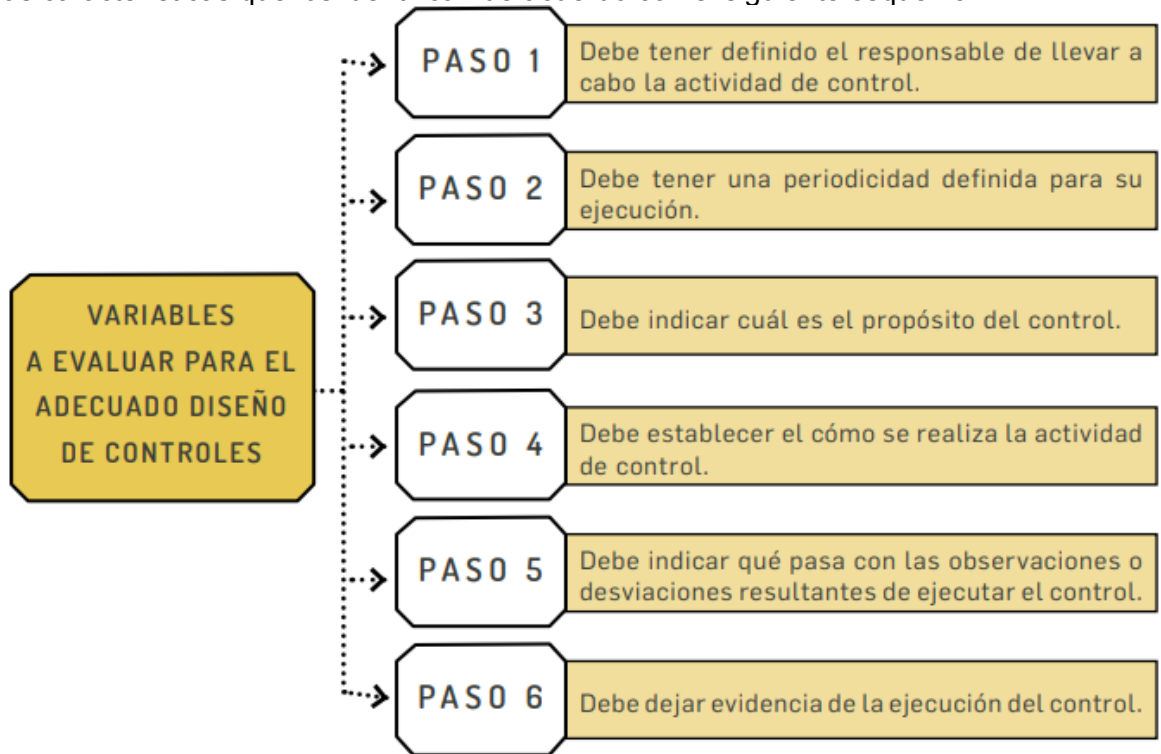 VARIABLES
A EVALUAR PARA EL
ADECUADO DISEÑO
DE CONTROLES
PASO 1
Debe tener definido el responsable de llevar a
cabo la actividad de control.
PASO 2
Debe tener una periodicidad definida para su
ejecución.
PASO 3
Debe indicar cuál es el propósito del control.
PASO 4
Debe establecer el cómo se realiza la actividad
de control.
PASO 5
Debe indicar qué pasa con las observaciones o
desviaciones resultantes de ejecutar el control.
PASO 6
Debe dejar evidencia de la ejecución del control.